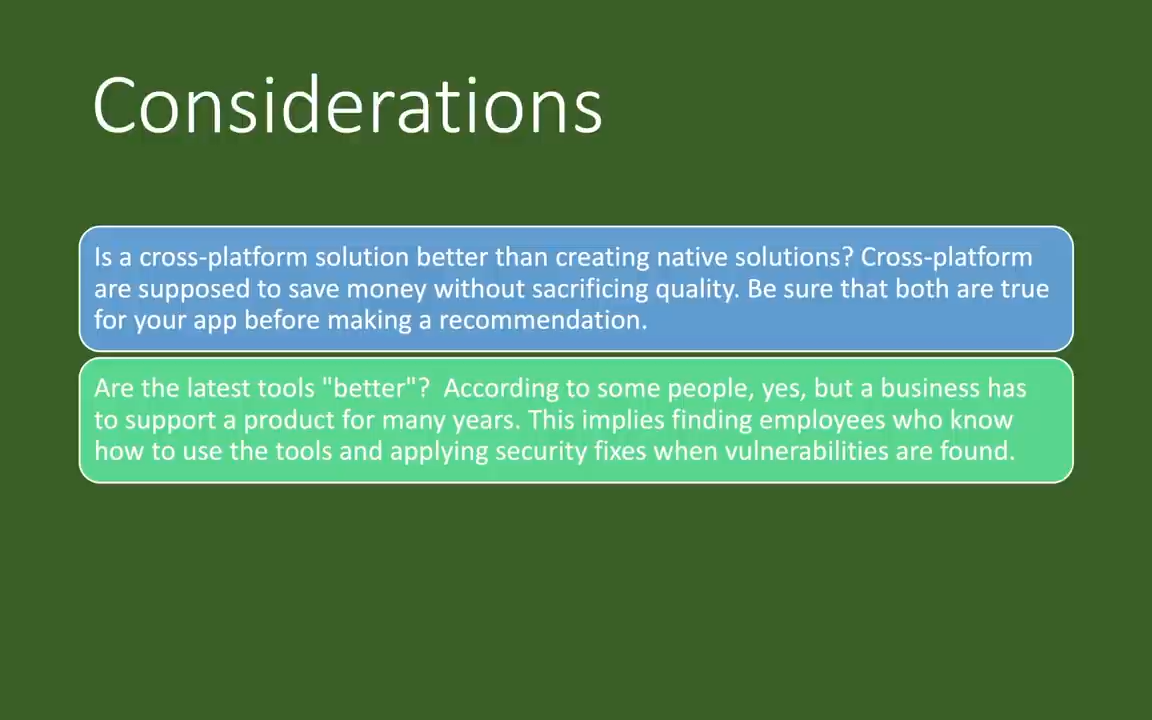 Considerations
Is a cross-platform solution better than creating native solutions? Cross-platform
are supposed to save money without sacrificing quality. Be sure that both are true
for your app before making a recommendation.
Are the latest tools "better"?  According to some people, yes, but a business has
to support a product for many years. This implies finding employees who know
how to use the tools and applying security fixes when vulnerabilities are found.